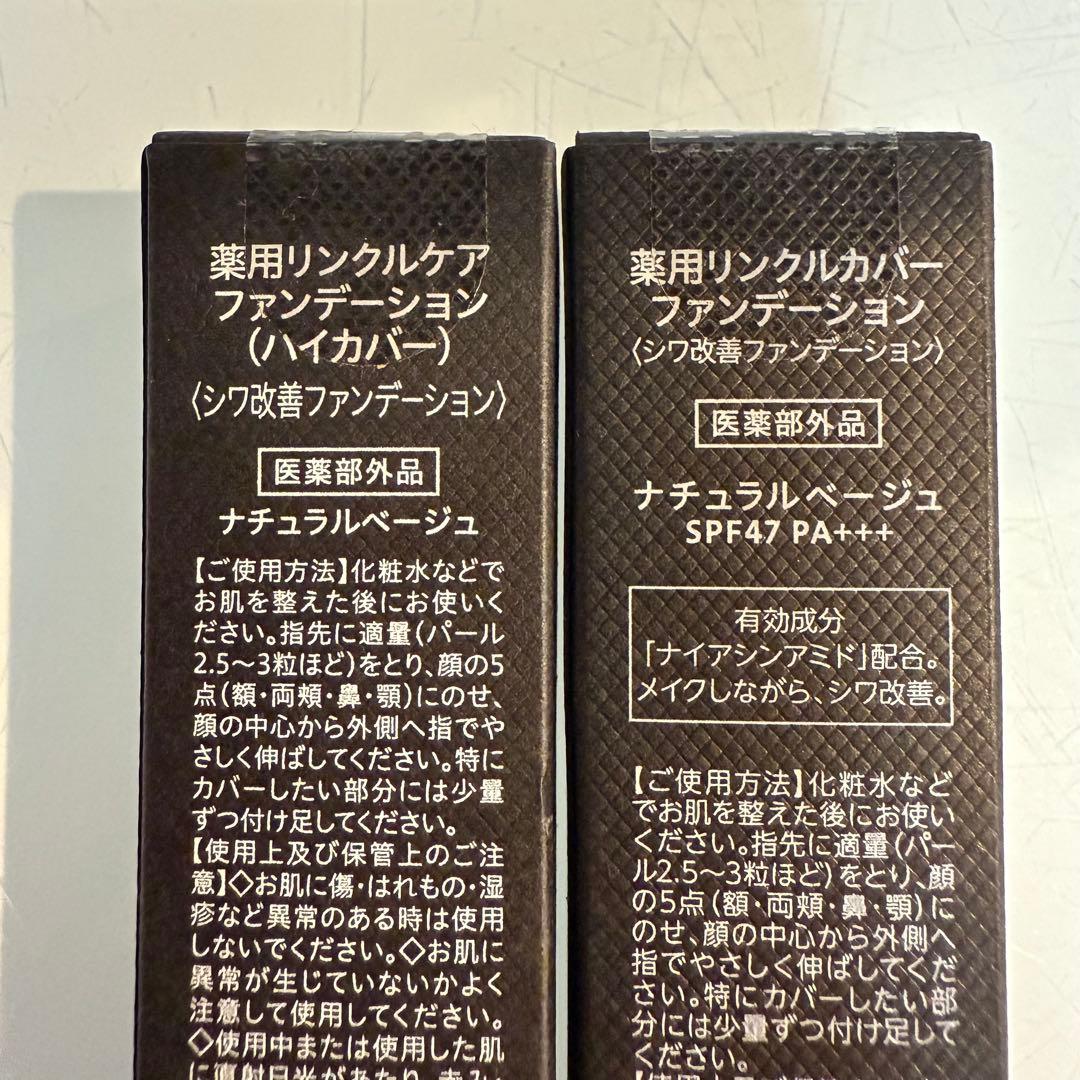 薬用リンクルケア
ファンデーション
（ハイカバー）
〈シワ改善ファンデーション〉
医薬部外品
ナチュラルベージュ
【ご使用方法】化粧水などで
お肌を整えた後にお使いく
ださい。指先に適量（パール
2.5〜3粒ほど）をとり、顔の5
点（額・両頬・鼻・顎）にのせ、
顔の中心から外側へ指でや
さしく伸ばしてください。特に
カバーしたい部分には少量
ずつ付け足してください。
【使用上及び保管上のご注
意】◇お肌に傷・はれもの・湿
疹など異常のある時は使用
しないでください。◇お肌に
異常が生じていないかよく
注意して使用してください。
◇使用中または使用した肌
に直射日光があたり、赤み、
薬用リンクルカバー
ファンデーション
〈シワ改善ファンデーション〉
医薬部外品
ナチュラルベージュ
SPF47 PA+++
有効成分
「ナイアシンアミド」配合。
メイクしながら、シワ改善。
【ご使用方法】化粧水など
でお肌を整えた後にお使い
ください。指先に適量（パー
ル2.5〜3粒ほど）をとり、顔
の5点（額・両頬・鼻・顎）に
のせ、顔の中心から外側へ
指でやさしく伸ばしてくだ
さい。特にカバーしたい部
分には少量ずつ付け足して
ください。